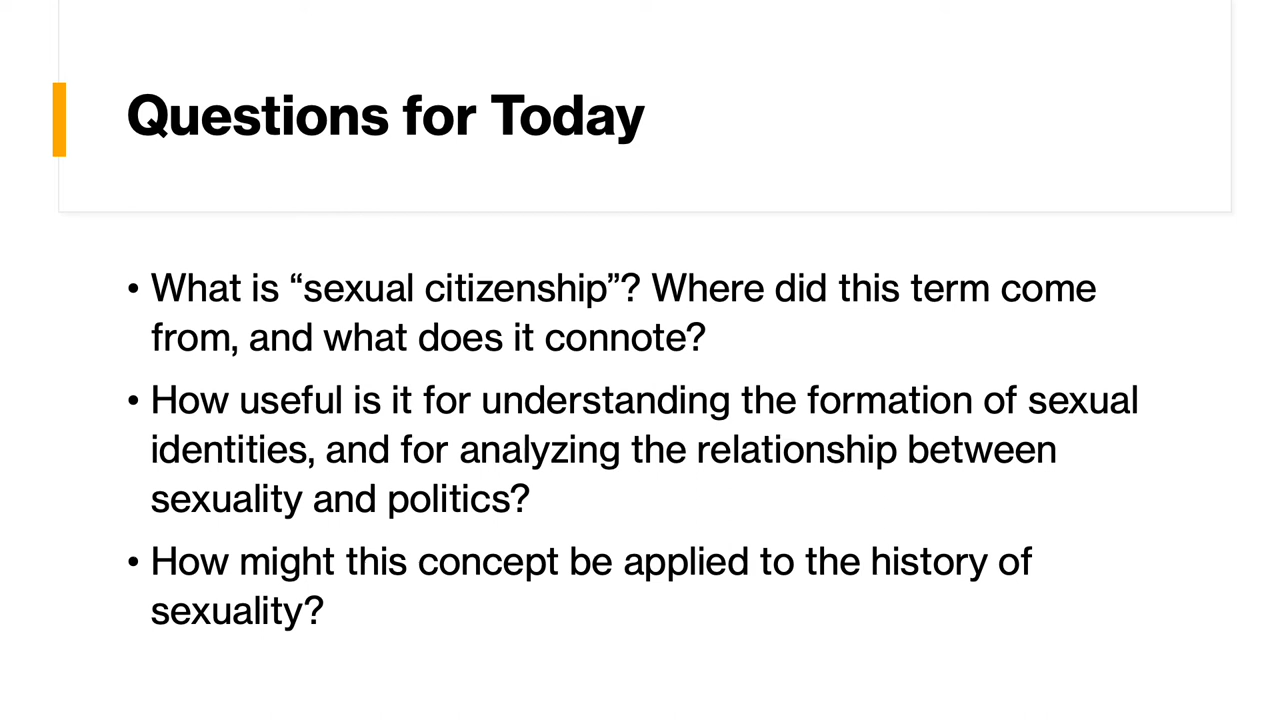 Questions for Today
• What is “sexual citizenship”? Where did this term come
from, and what does it connote?
• How useful is it for understanding the formation of sexual
identities, and for analyzing the relationship between
sexuality and politics?
• How might this concept be applied to the history of
sexuality?